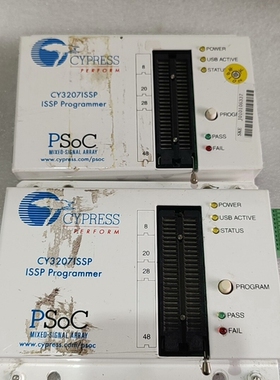 CYPRESS
PERFORM
CY3207ISSP
ISSP Programmer
PSoC
MIXED-SIGNAL ARRAY
www.cypress.com/psoc
8
20
28
48
POWER
USB ACTIVE
STATUS
PROGRAM
PASS
FAIL
CYPRESS
PERFORM
CY3207ISSP
ISSP Programmer
PSoC
MIXED-SIGNAL ARRAY
www.cypress.com/psoc
8
20
28
48
POWER
USB ACTIVE
STATUS
PROGRAM
PASS
FAIL